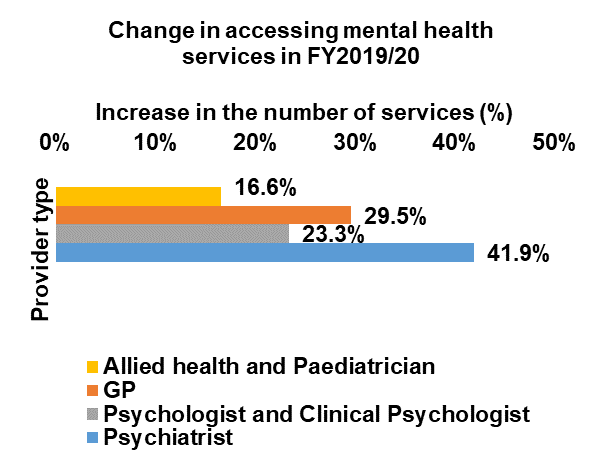 Change in accessing mental health
services in FY2019/20
Increase in the number of services (%)
0% 10% 20% 30% 40% 50%
Provider type
16.6%
29.5%
23.3%
41.9%
Allied health and Paediatrician
GP
Psychologist and Clinical Psychologist
Psychiatrist